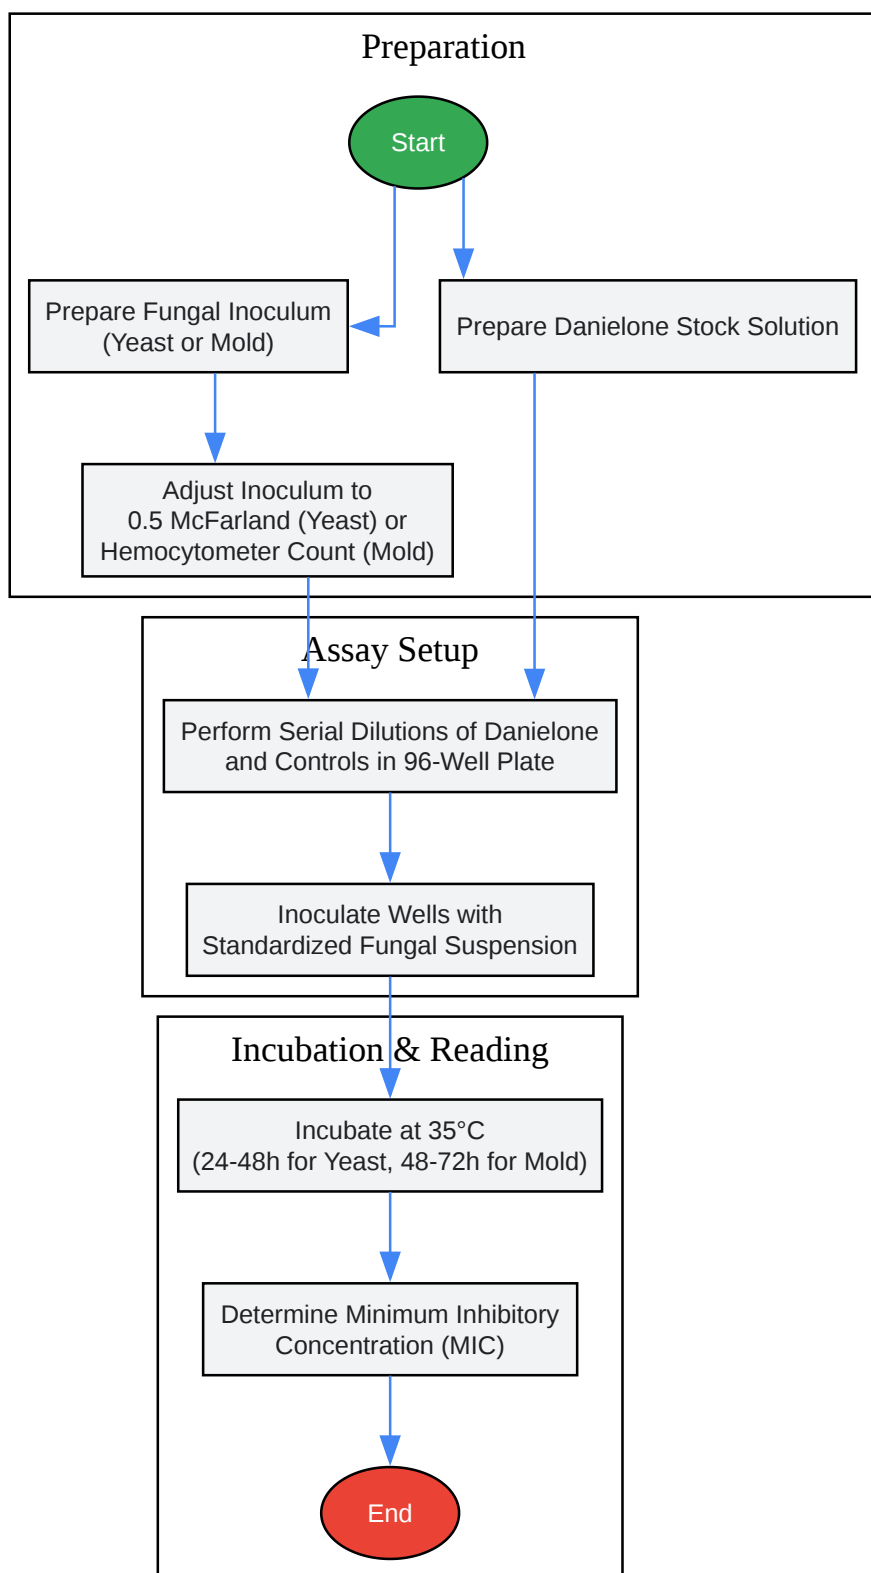 Preparation
Start
Prepare Fungal Inoculum
(Yeast or Mold)
Prepare Danielone Stock Solution
Adjust Inoculum to
0.5 McFarland (Yeast) or
Hemocytometer Count (Mold)
Assay Setup
Perform Serial Dilutions of Danielone
and Controls in 96-Well Plate
Inoculate Wells with
Standardized Fungal Suspension
Incubation & Reading
Incubate at 35°C
(24-48h for Yeast, 48-72h for Mold)
Determine Minimum Inhibitory
Concentration (MIC)
End